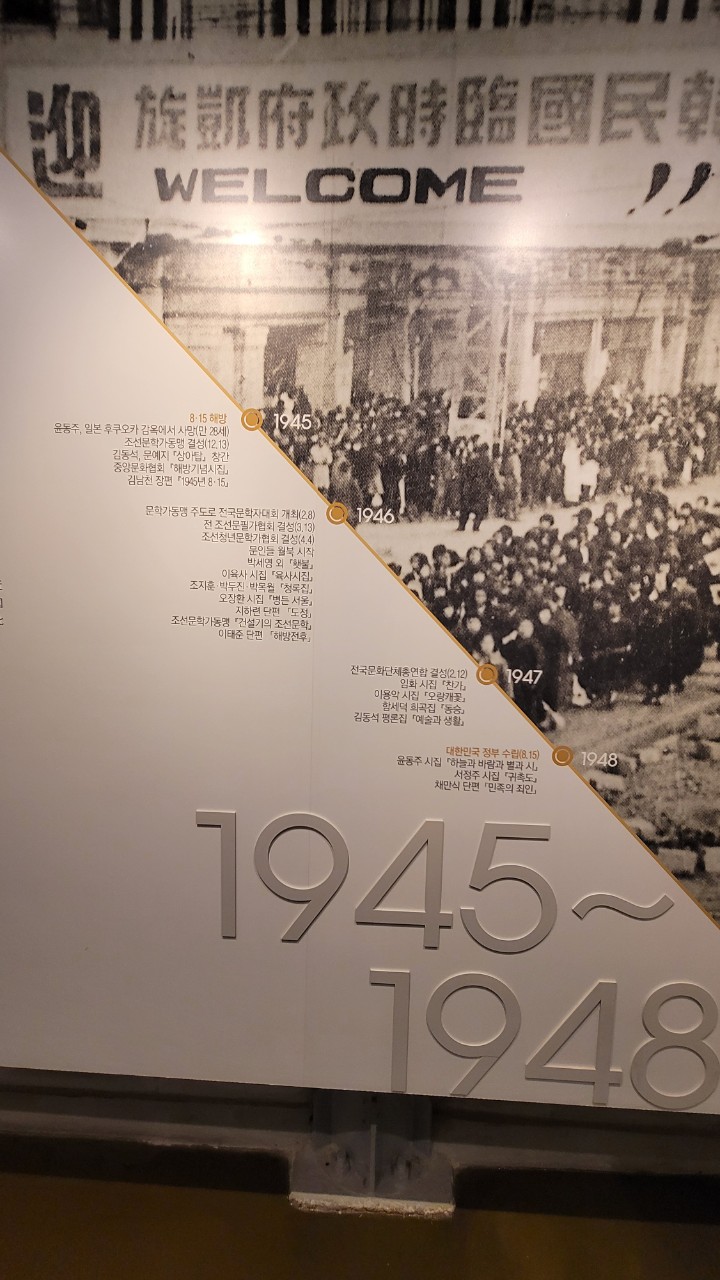 迎 旋凱府政時臨國民韓
WELCOME !!
8·15 해방
1945
윤동주, 일본 후쿠오카 감옥에서 사망(만 28세)
조선문학가동맹 결성(12.13)
김동석, 문예지 『상아탑』 창간
중앙문화협회 『해방기념시집』
김남천 장편 『1945년 8·15』
문학가동맹 주도로 전국문학자대회 개최(2.8)
1946
전 조선문필가협회 결성(3.13)
조선청년문학가협회 결성(4.4)
문인들 월북 시작
박세영 외 『횃불』
이육사 시집 『육사시집』
조지훈·박두진·박목월 『청록집』
오장환 시집 『병든 서울』
지하련 단편 「도정」
조선문학가동맹 『건설기의 조선문학』
이태준 단편 「해방전후」
전국문화단체총연합 결성(2.12)
1947
임화 시집 『찬가』
이용악 시집 『오랑캐꽃』
함세덕 희곡집 『동승』
김동석 평론집 『예술과 생활』
대한민국 정부 수립(8.15)
1948
윤동주 시집 『하늘과 바람과 별과 시』
서정주 시집 『귀촉도』
채만식 단편 「민족의 죄인」
1945~
1948